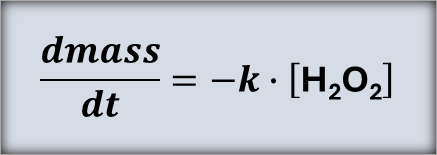 dmass
dt
= −k · [H₂O₂]